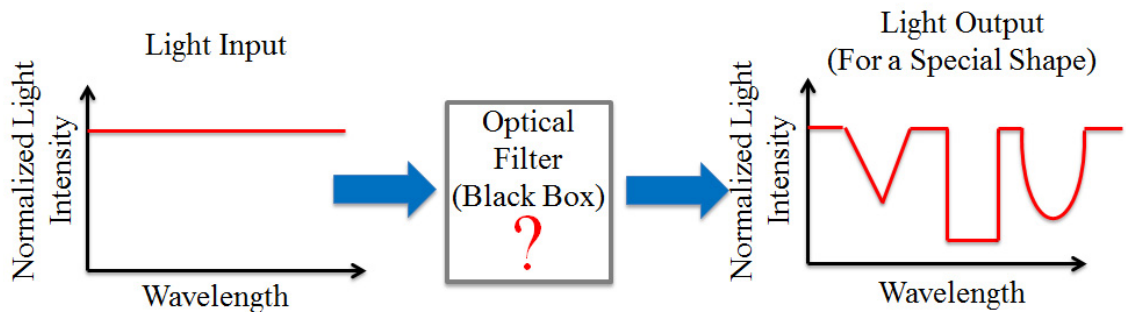 Light Input
Normalized Light
Intensity
Wavelength
Optical
Filter
(Black Box)
?
Light Output
(For a Special Shape)
Normalized Light
Intensity
Wavelength